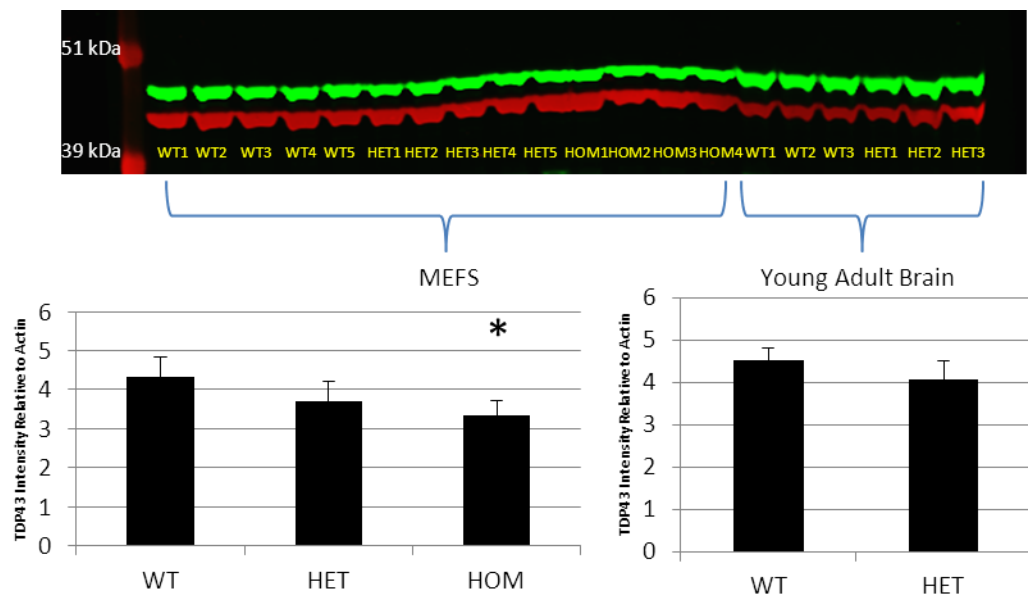 51 kDa
39 kDa
WT1 WT2 WT3 WT4 WT5 HET1 HET2 HET3 HET4 HET5 HOM1 HOM2 HOM3 HOM4 WT1 WT2 WT3 HET1 HET2 HET3
MEFS
Young Adult Brain
TDP43 Intensity Relative to Actin
6
5
4
3
2
1
0
*
WT HET HOM
TDP43 Intensity Relative to Actin
6
5
4
3
2
1
0
WT HET